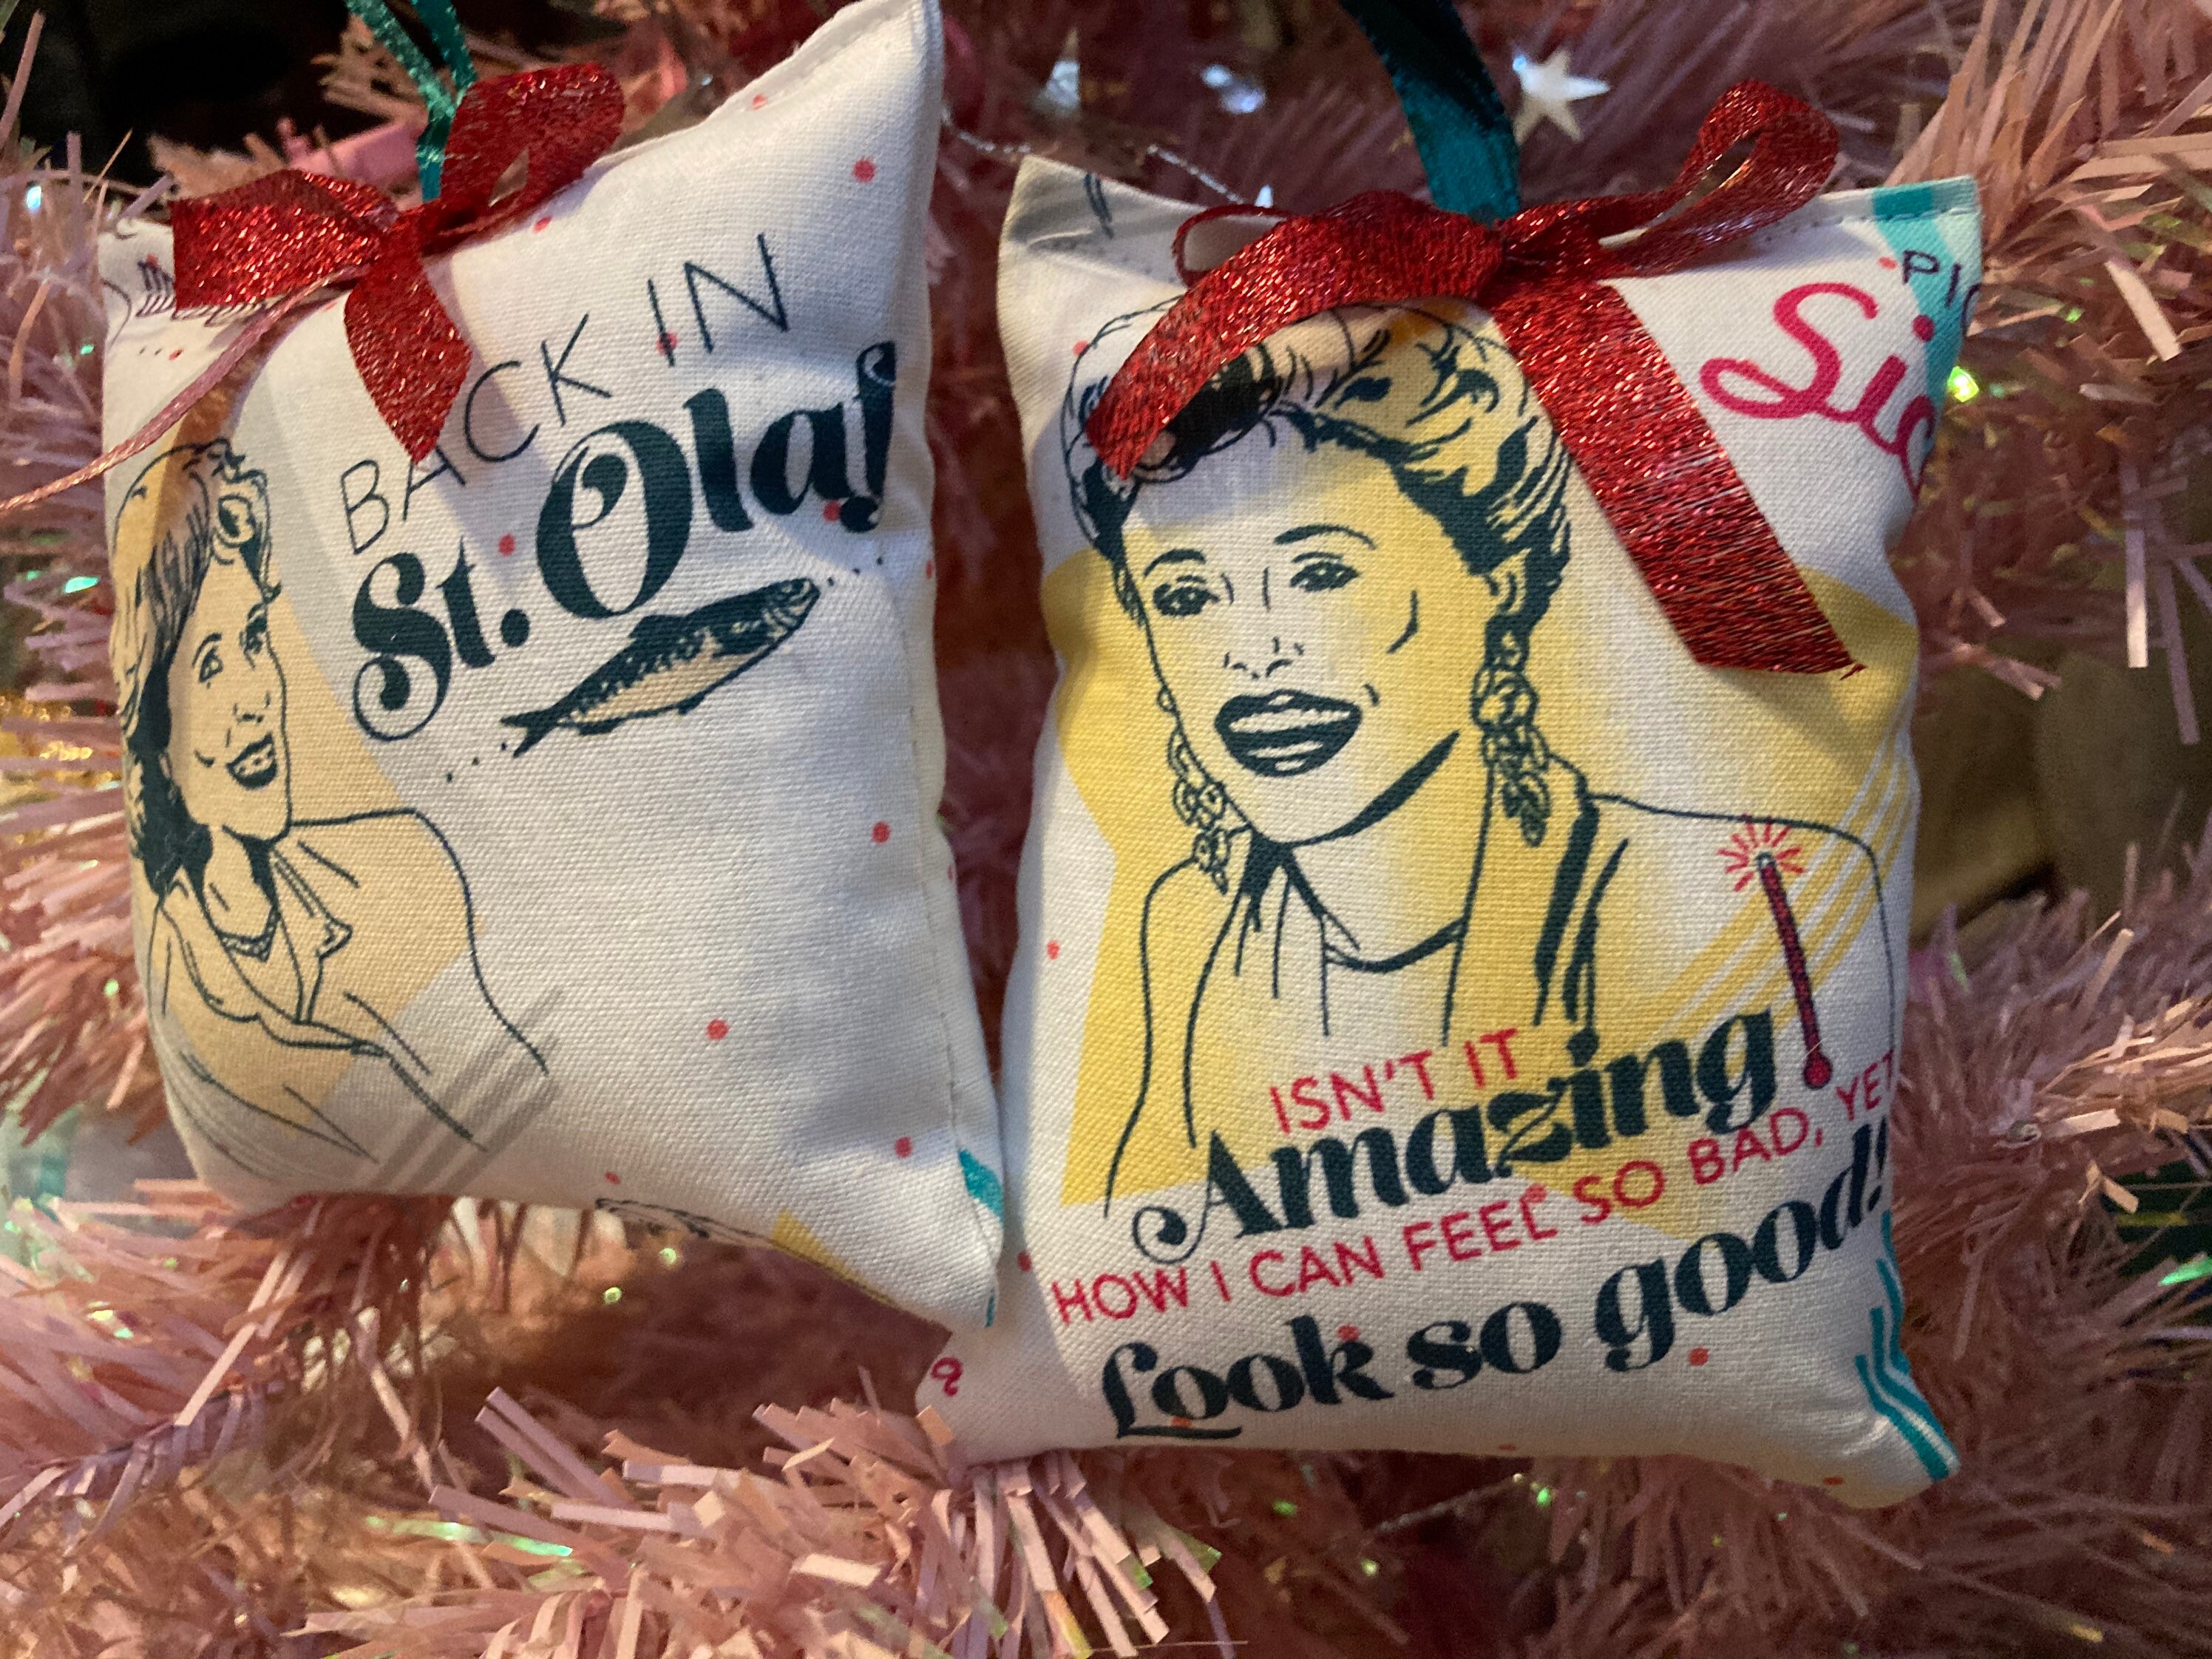 BACK IN
St. Olaf
ISN'T IT
Amazing
HOW I CAN FEEL SO BAD, YET
Look so good!